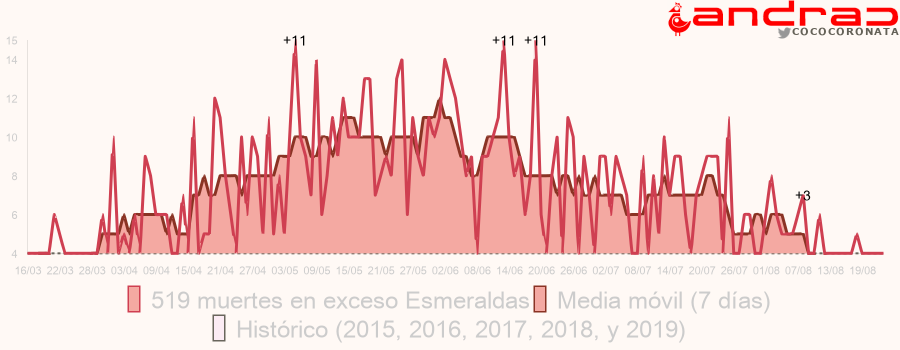 andrac
COCOCORONATA
+11 +11 +11
15
14
12
10
8
+3
6
4
16/03 22/03 28/03 03/04 09/04 16/04 21/04 27/04 03/05 09/05 15/05 21/05 27/05 02/06 08/06 14/06 20/06 26/06 02/07 08/07 14/07 20/07 26/07 01/08 07/08 13/08 19/08
519 muertes en exceso Esmeraldas Media móvil (7 días)
Histórico (2015, 2016, 2017, 2018, y 2019)